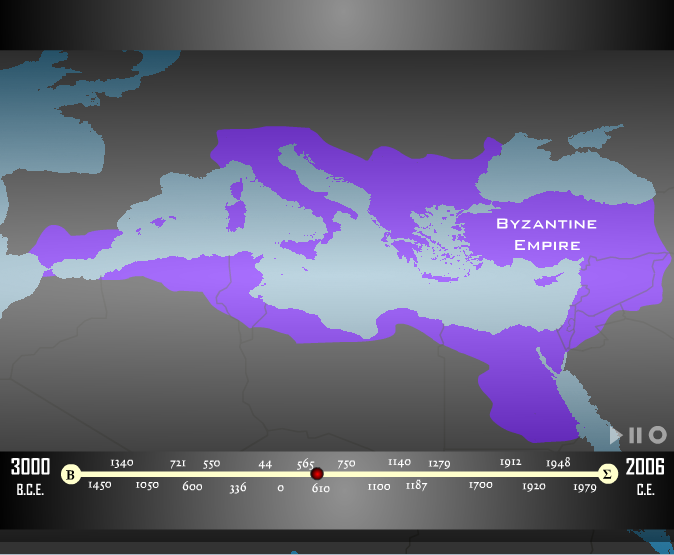 BYZANTINE
EMPIRE
3000
B.C.E.
B
1340 721 550 44 565 750 1140 1279 1912 1948
1450 1050 600 336 0 610 1100 1187 1700 1920 1979
Σ
2006
C.E.